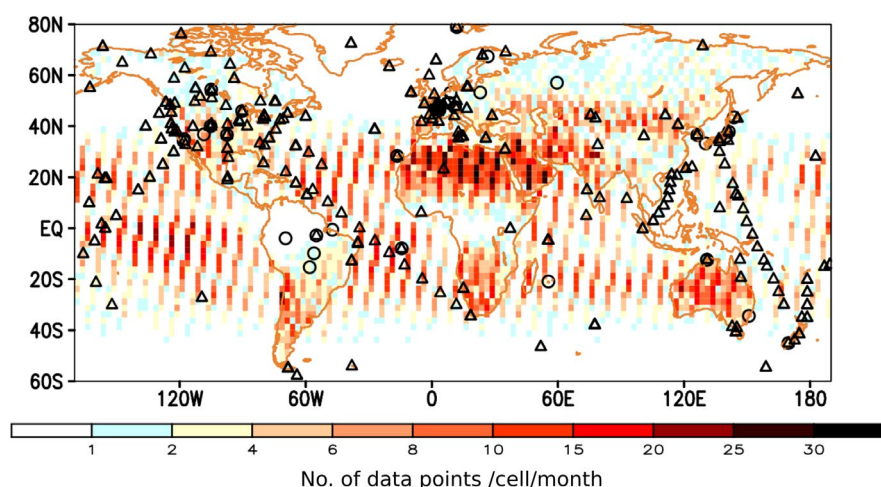 80N
60N
40N
20N
EQ
20S
40S
60S
120W 60W 0 60E 120E 180
1 2 4 6 8 10 15 20 25 30
No. of data points /cell/month